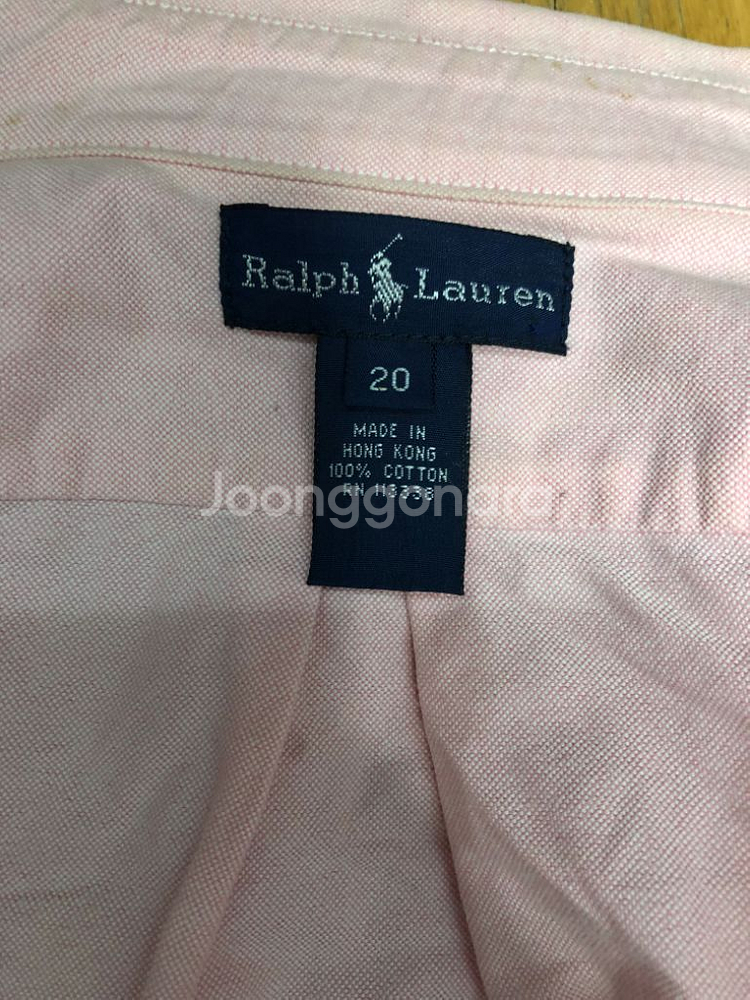 Ralph Lauren
20
MADE IN
HONG KONG
100% COTTON
Joonggonara